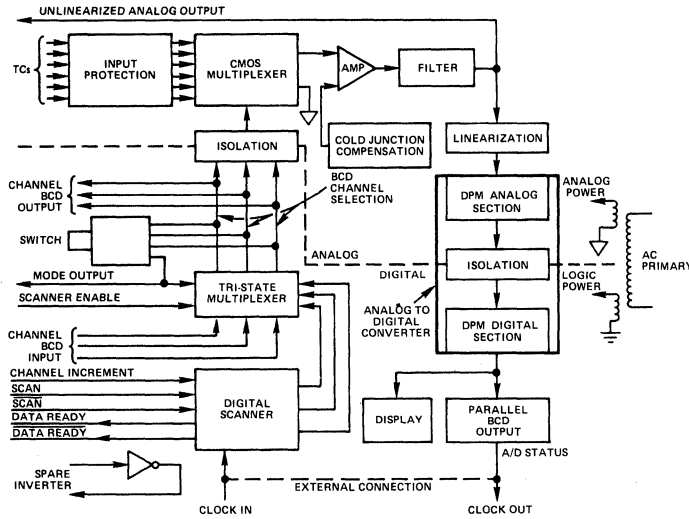 UNLINEARIZED ANALOG OUTPUT
TCs
INPUT
PROTECTION
CMOS
MULTIPLEXER
AMP
FILTER
ISOLATION
COLD JUNCTION
COMPENSATION
LINEARIZATION
CHANNEL
BCD
OUTPUT
BCD
CHANNEL
SELECTION
DPM ANALOG
SECTION
ANALOG
POWER
SWITCH
ANALOG
DIGITAL
ISOLATION
AC
PRIMARY
MODE OUTPUT
SCANNER ENABLE
TRI-STATE
MULTIPLEXER
LOGIC
POWER
ANALOG TO
DIGITAL
CONVERTER
DPM DIGITAL
SECTION
CHANNEL
BCD
INPUT
CHANNEL INCREMENT
SCAN
SCAN
DATA READY
DATA READY
DIGITAL
SCANNER
DISPLAY
PARALLEL
BCD
OUTPUT
A/D STATUS
SPARE
INVERTER
EXTERNAL CONNECTION
CLOCK IN
CLOCK OUT